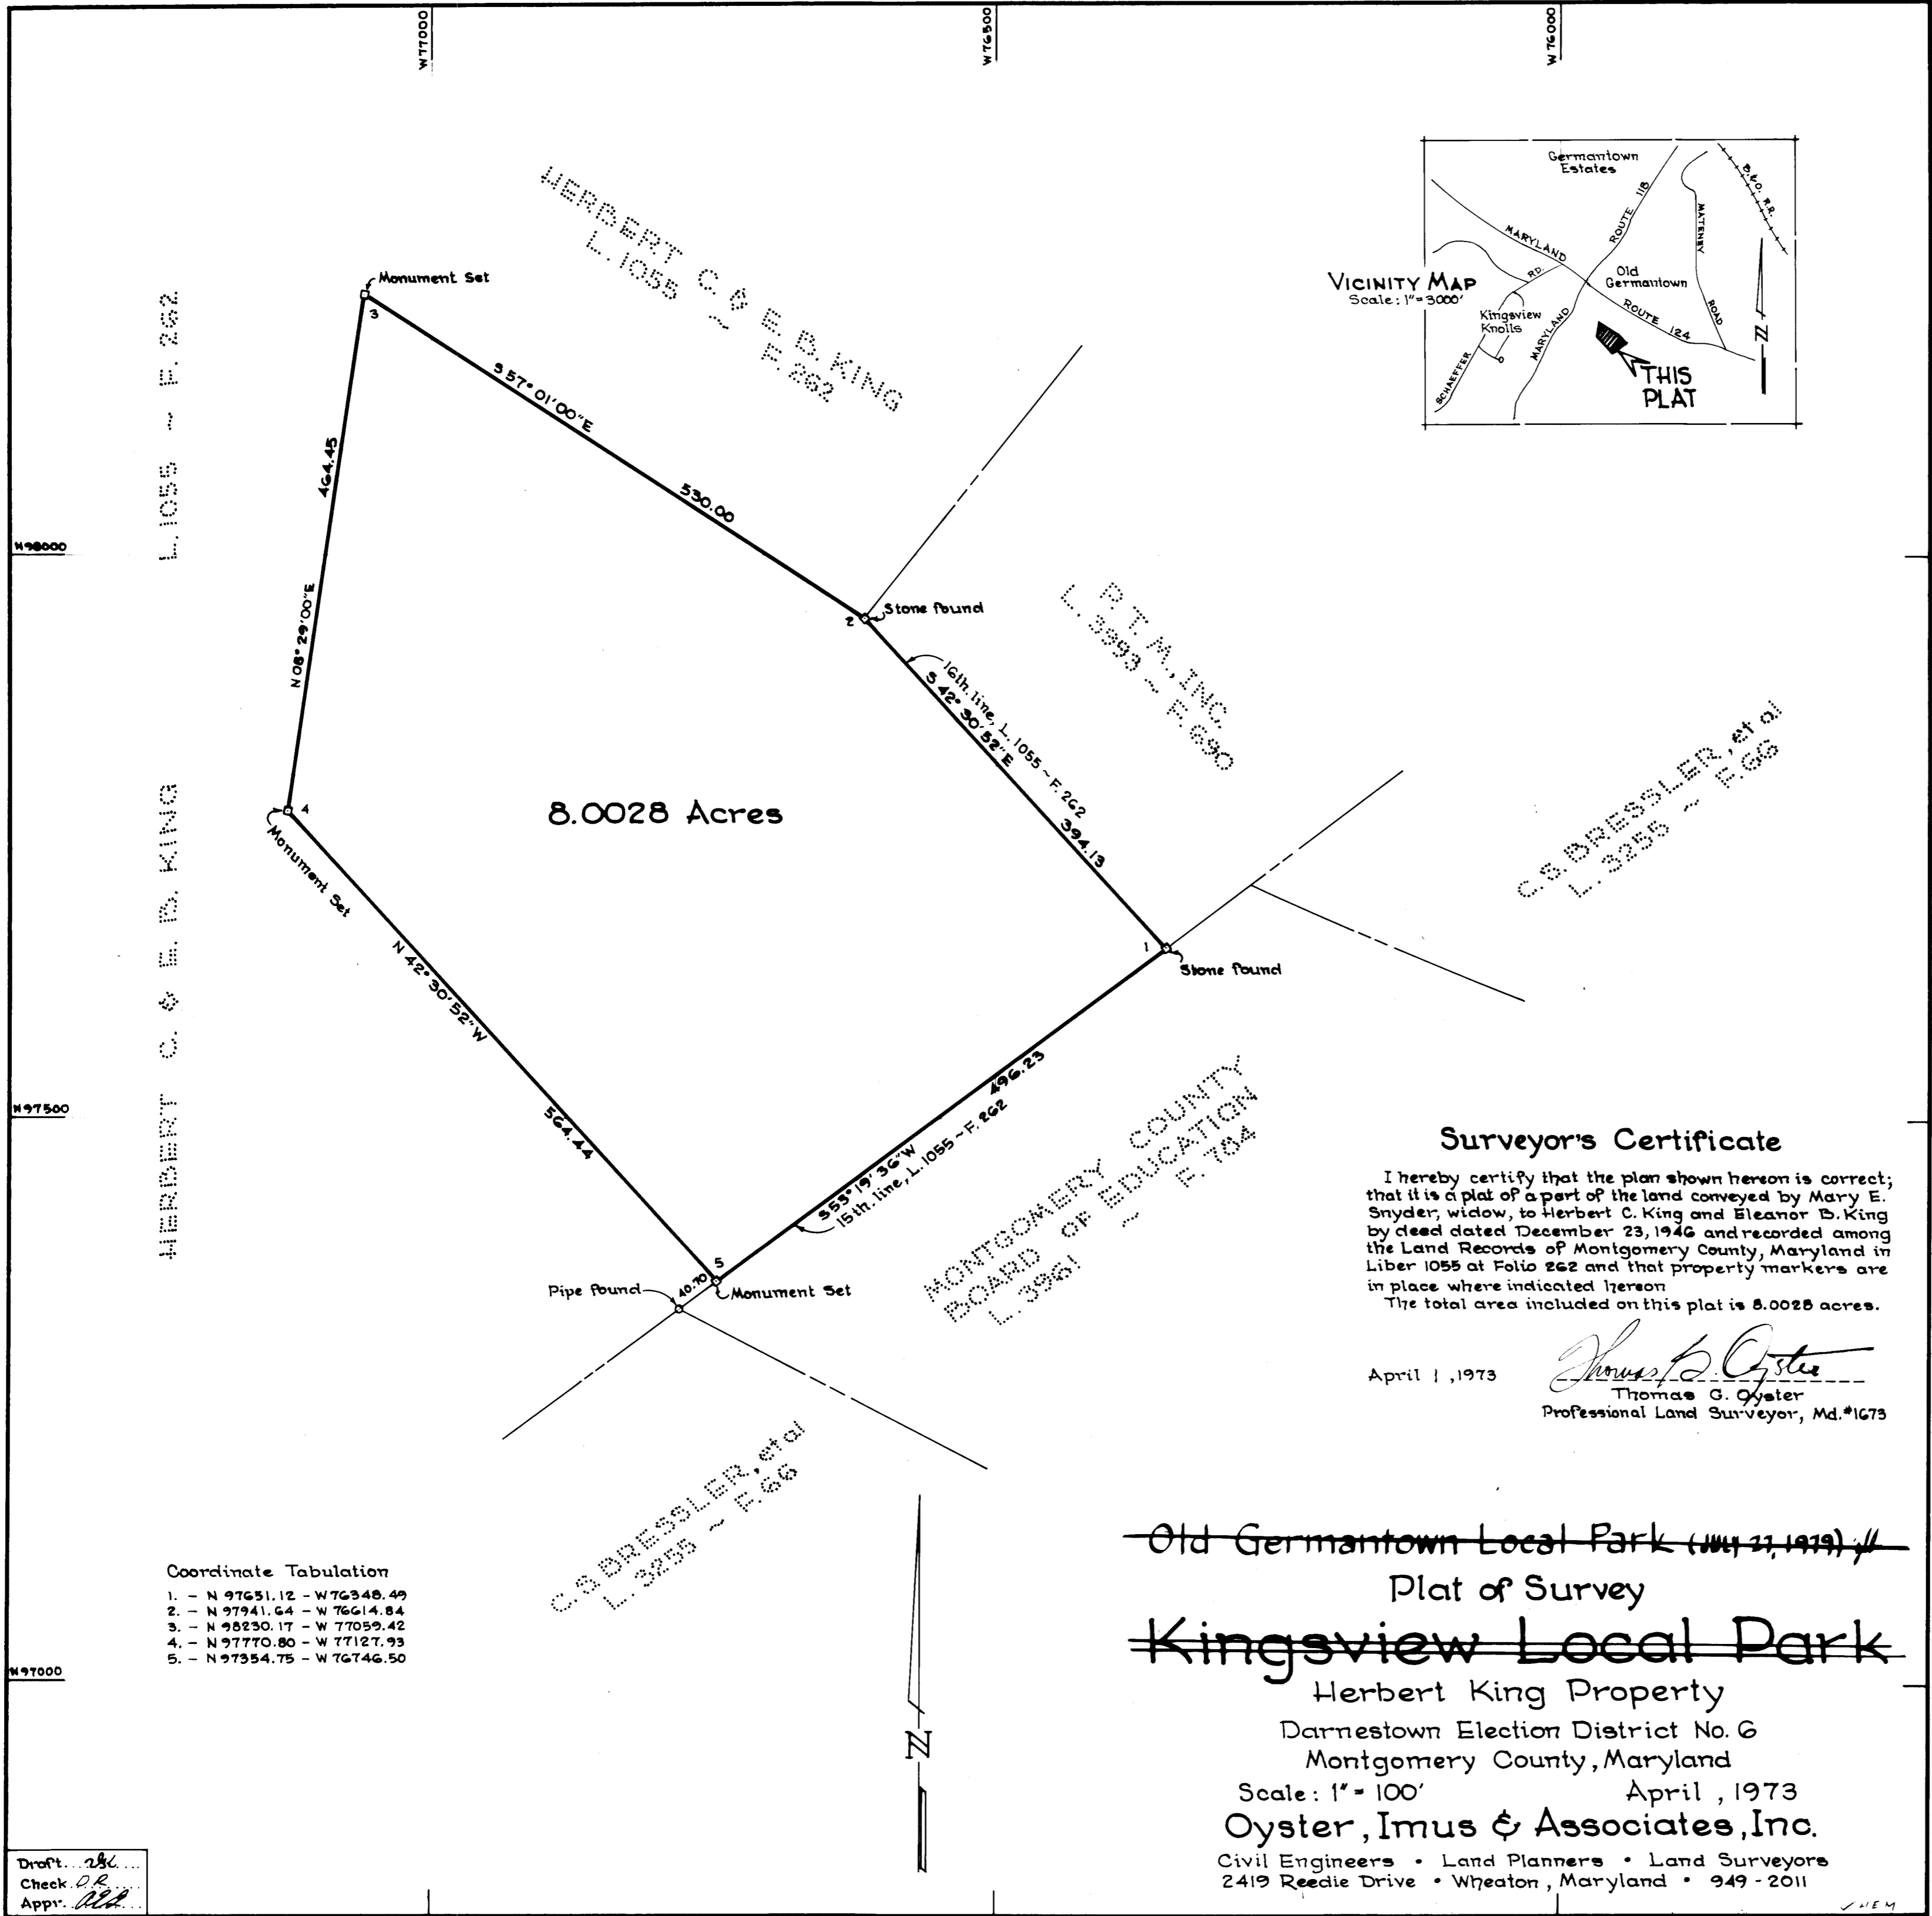 W77000
W76500
W76000
Germantown
Estates
B.&O. R.R.
ROUTE 118
MATENEY
ROAD
MARYLAND
RD.
Old
Germantown
VICINITY MAP
Scale: 1"=3000'
Kingsview
Knolls
MARYLAND
ROUTE 124
SCHAEFFER
THIS
PLAT
N
HERBERT C. & E. B. KING
L. 1055 ~ F. 262
L. 1055 ~ F. 262
HERBERT C. & E. B. KING
Monument Set
3
S 57° 01' 00" E
530.00
464.45
N 08° 29' 00" E
N98000
2
Stone found
P. T. M., INC.
L. 3993 ~ F. 690
16th. line, L. 1055 ~ F. 262
S 42° 30' 52" E
394.13
C. S. BRESSLER, et al
L. 3255 ~ F. 66
4
Monument Set
8.0028 Acres
1
Stone found
N 42° 30' 52" W
564.44
N97500
496.23
S 53° 19' 36" W
15th. line, L. 1055 ~ F. 262
MONTGOMERY COUNTY
BOARD OF EDUCATION
L. 3961 ~ F. 704
5
40.70
Pipe found
Monument Set
C. S. BRESSLER, et al
L. 3255 ~ F. 66
Surveyor's Certificate
I hereby certify that the plan shown hereon is correct;
that it is a plat of a part of the land conveyed by Mary E.
Snyder, widow, to Herbert C. King and Eleanor B. King
by deed dated December 23, 1946 and recorded among
the Land Records of Montgomery County, Maryland in
Liber 1055 at Folio 262 and that property markers are
in place where indicated hereon
The total area included on this plat is 8.0028 acres.
April 1, 1973
Thomas G. Oyster
Thomas G. Oyster
Professional Land Surveyor, Md. #1673
Coordinate Tabulation
1. - N 97651.12 - W 76348.49
2. - N 97941.64 - W 76614.84
3. - N 98230.17 - W 77059.42
4. - N 97770.80 - W 77127.93
5. - N 97354.75 - W 76746.50
N97000
N
Old Germantown Local Park (July 27, 1979)
Plat of Survey
Kingsview Local Park
Herbert King Property
Darnestown Election District No. 6
Montgomery County, Maryland
Scale: 1" = 100' April, 1973
Oyster, Imus & Associates, Inc.
Civil Engineers • Land Planners • Land Surveyors
2419 Reedie Drive • Wheaton, Maryland • 949-2011
Draft
Check D.R.
Appr.